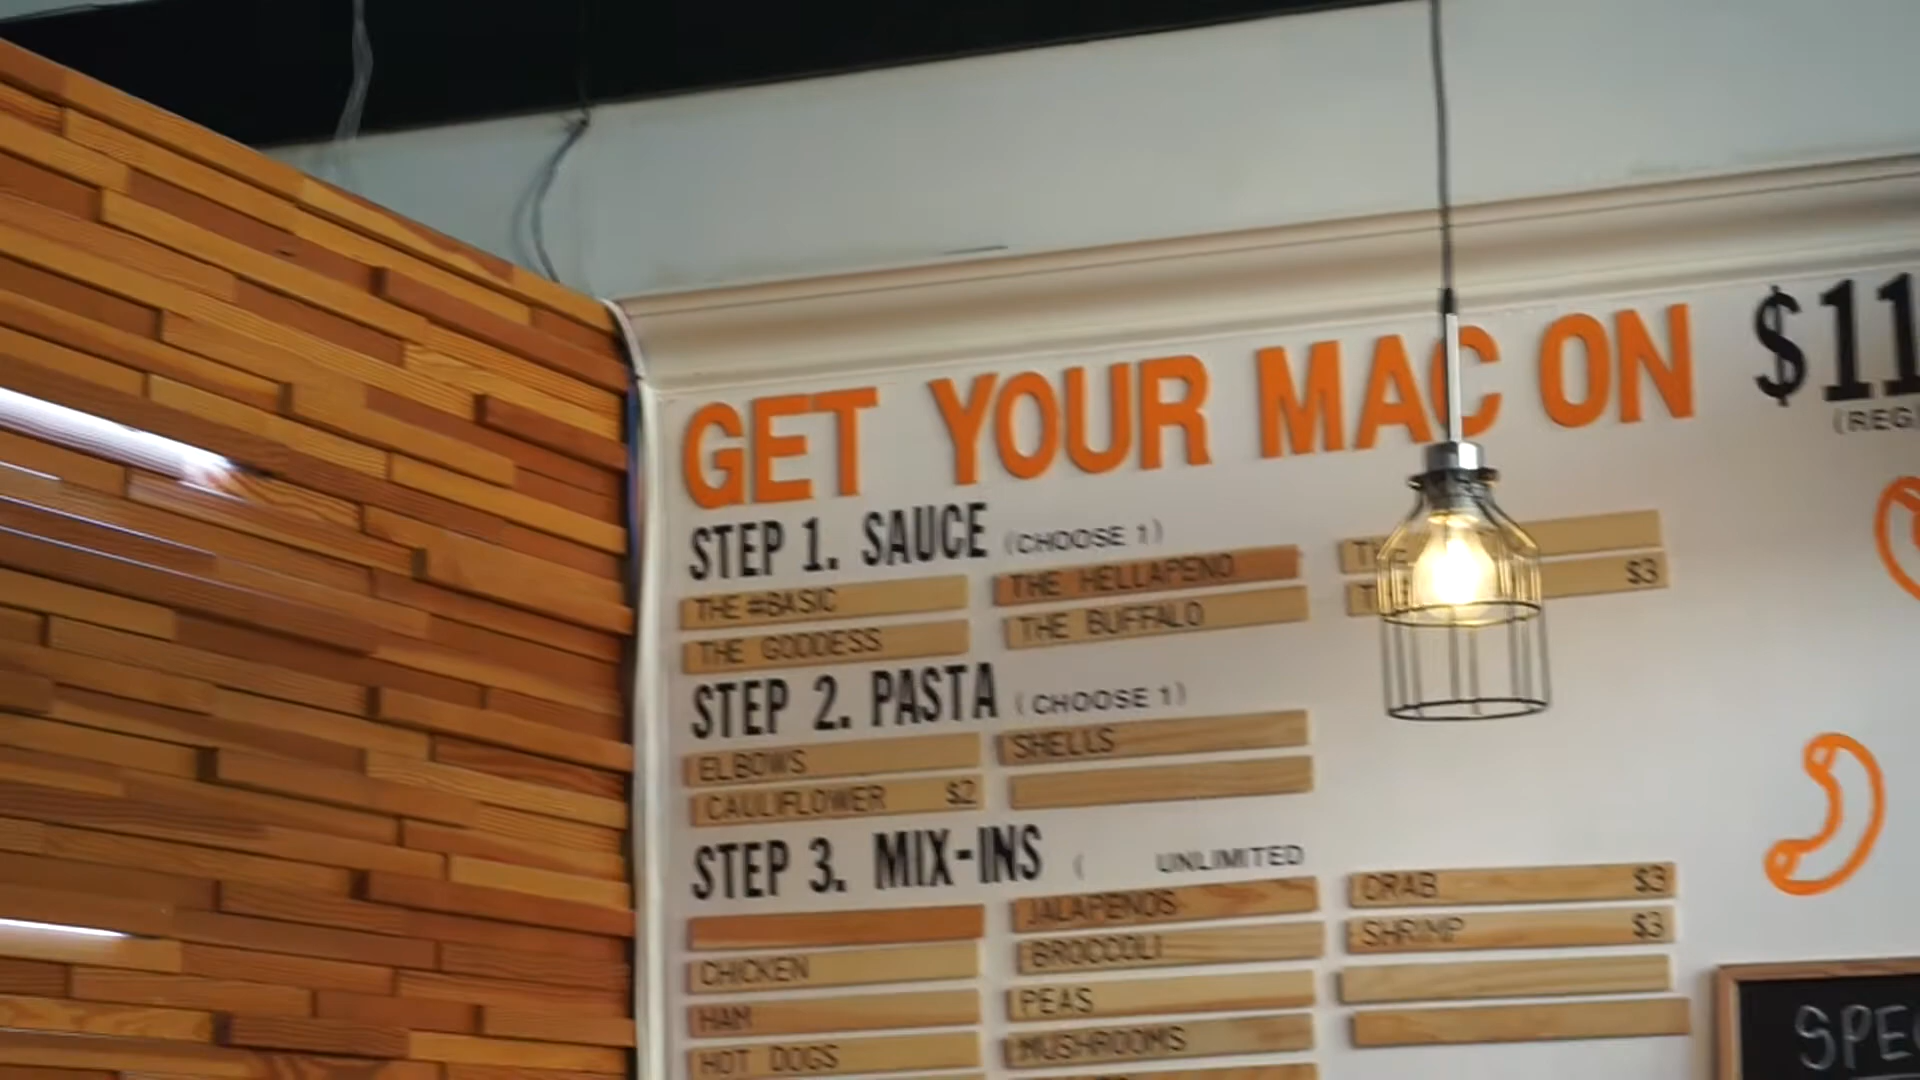 GET YOUR MAC ON $11
(REG
STEP 1. SAUCE (CHOOSE 1)
THE #BASIC
THE GODDESS
THE HELLAPENO
THE BUFFALO
$3
STEP 2. PASTA (CHOOSE 1)
ELBOWS
CAULIFLOWER $2
SHELLS
STEP 3. MIX-INS ( UNLIMITED
CHICKEN
HAM
HOT DOGS
JALAPENOS
BROCCOLI
PEAS
MUSHROOMS
CRAB $3
SHRIMP $3
SPEC